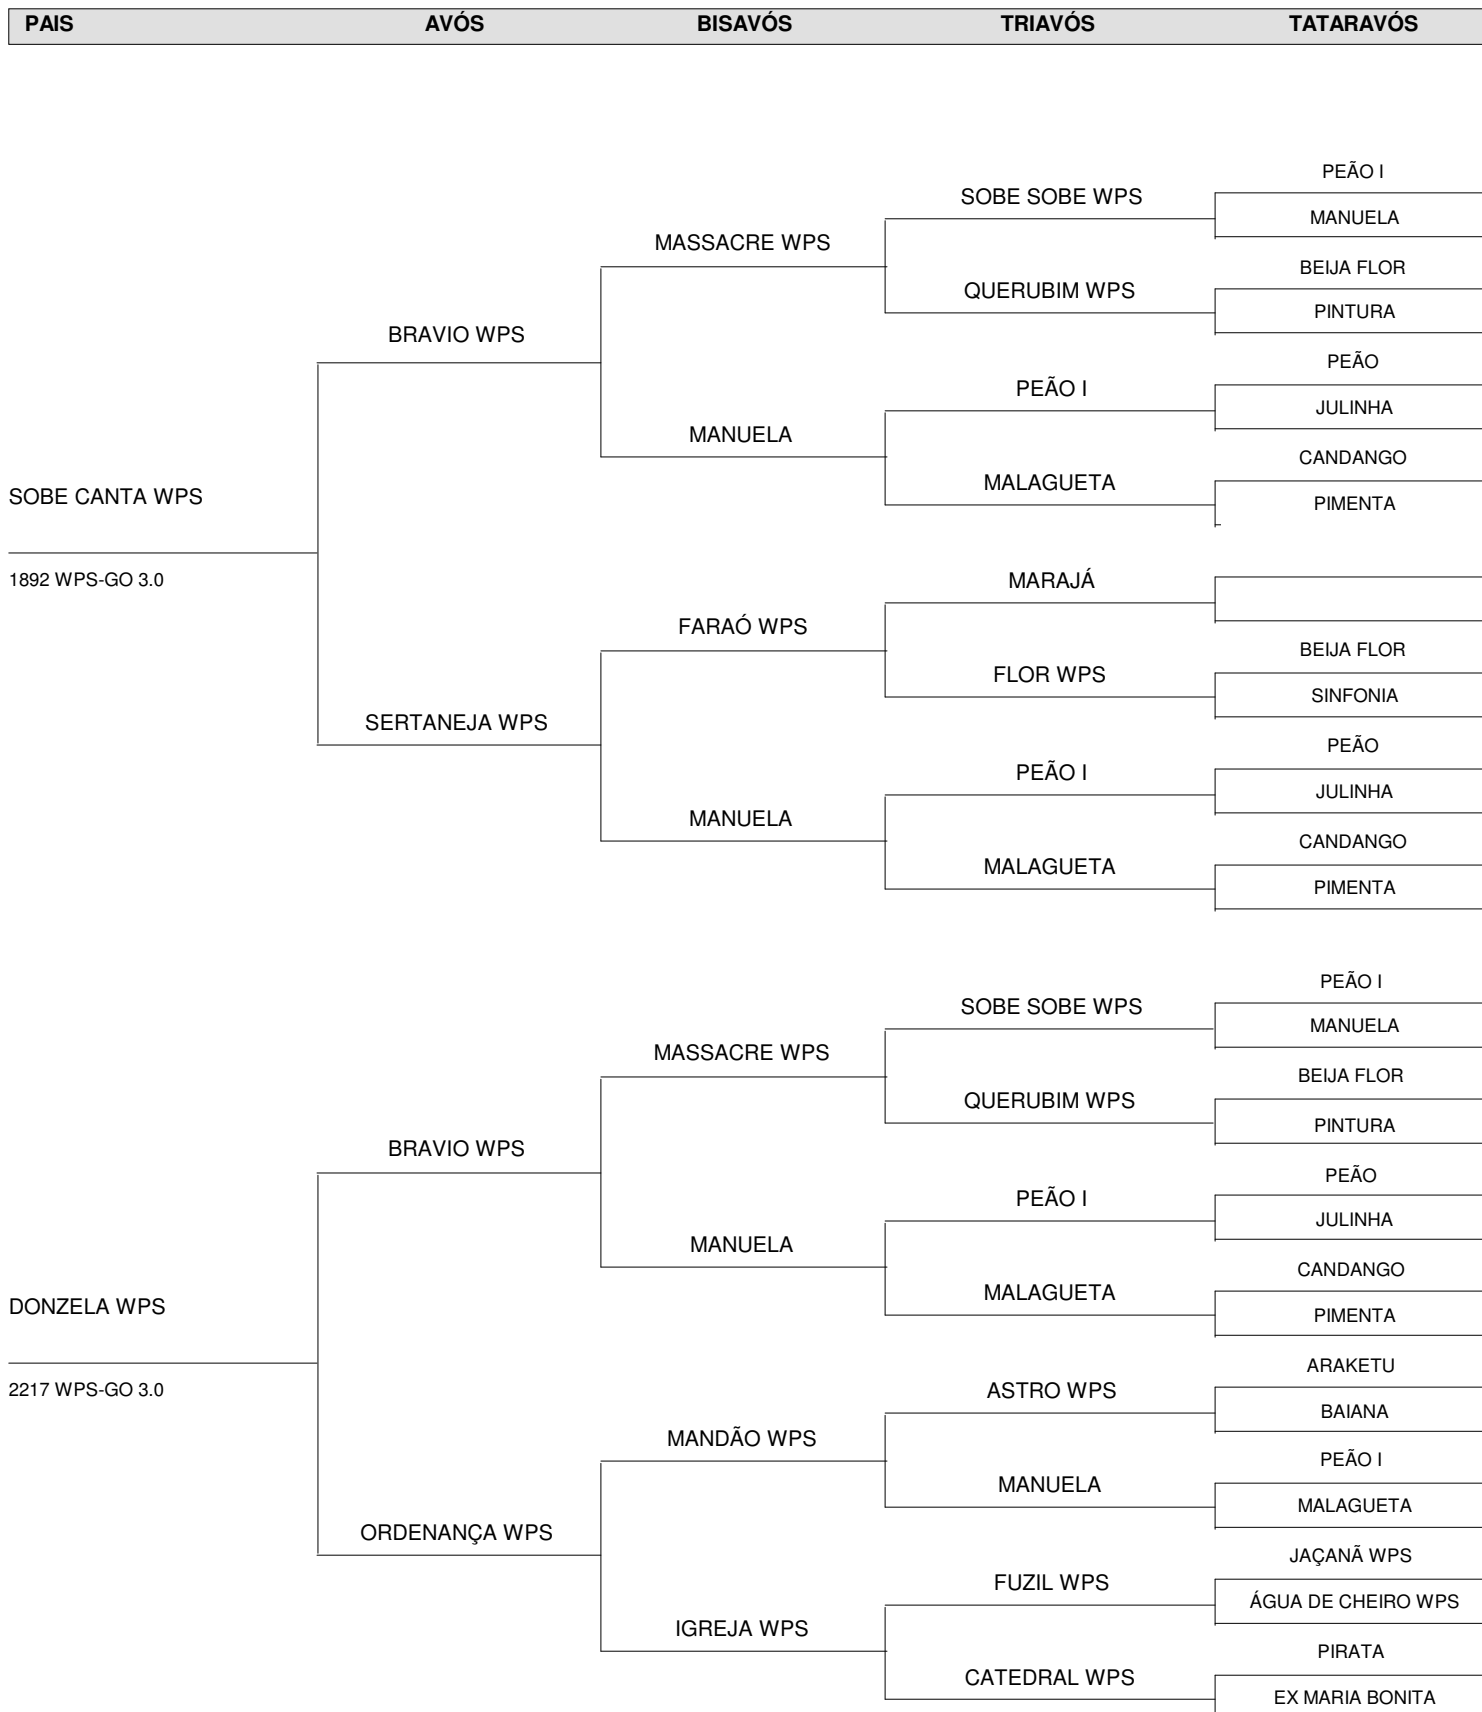 PAIS AVÓS BISAVÓS TRIAVÓS TATARAVÓS
PEÃO I
SOBE SOBE WPS
MANUELA
MASSACRE WPS
BEIJA FLOR
QUERUBIM WPS
PINTURA
BRAVIO WPS
PEÃO
PEÃO I
JULINHA
MANUELA
CANDANGO
MALAGUETA
SOBE CANTA WPS
PIMENTA
1892 WPS-GO 3.0
MARAJÁ
FARAÓ WPS
BEIJA FLOR
FLOR WPS
SINFONIA
SERTANEJA WPS
PEÃO
PEÃO I
JULINHA
MANUELA
CANDANGO
MALAGUETA
PIMENTA
PEÃO I
SOBE SOBE WPS
MANUELA
MASSACRE WPS
BEIJA FLOR
QUERUBIM WPS
PINTURA
BRAVIO WPS
PEÃO
PEÃO I
JULINHA
MANUELA
CANDANGO
MALAGUETA
DONZELA WPS
PIMENTA
ARAKETU
2217 WPS-GO 3.0
ASTRO WPS
BAIANA
MANDÃO WPS
PEÃO I
MANUELA
MALAGUETA
ORDENANÇA WPS
JAÇANÃ WPS
FUZIL WPS
ÁGUA DE CHEIRO WPS
IGREJA WPS
PIRATA
CATEDRAL WPS
EX MARIA BONITA